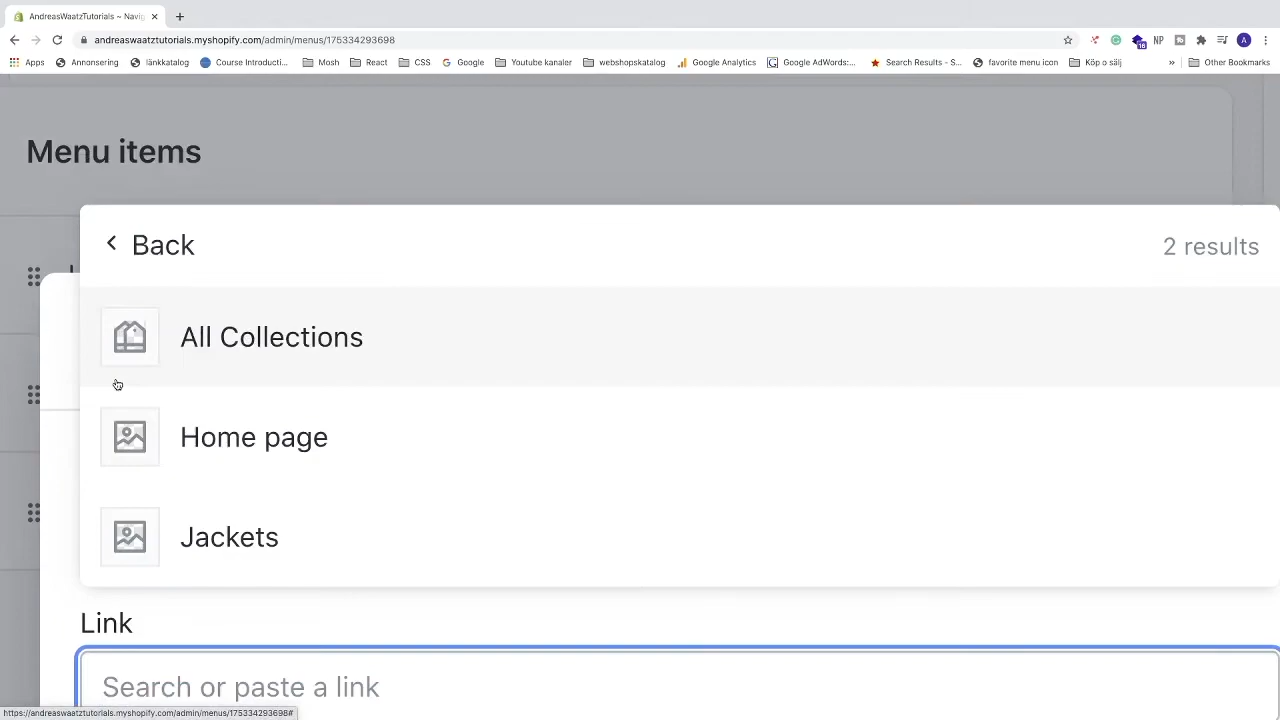 AndreasWaatzTutorials ~ Navig
andreaswaatztutorials.myshopify.com/admin/menus/175334293698
16
NP
A
Apps
Annonsering
länkkatalog
Course Introducti...
Mosh
React
CSS
Google
Youtube kanaler
webshopskatalog
Google Analytics
Google AdWords:...
Search Results - S...
favorite menu icon
Köp o sälj
»
Other Bookmarks
Menu items
Back
2 results
All Collections
Home page
Jackets
Link
Search or paste a link
https://andreaswaatztutorials.myshopify.com/admin/menus/175334293698#